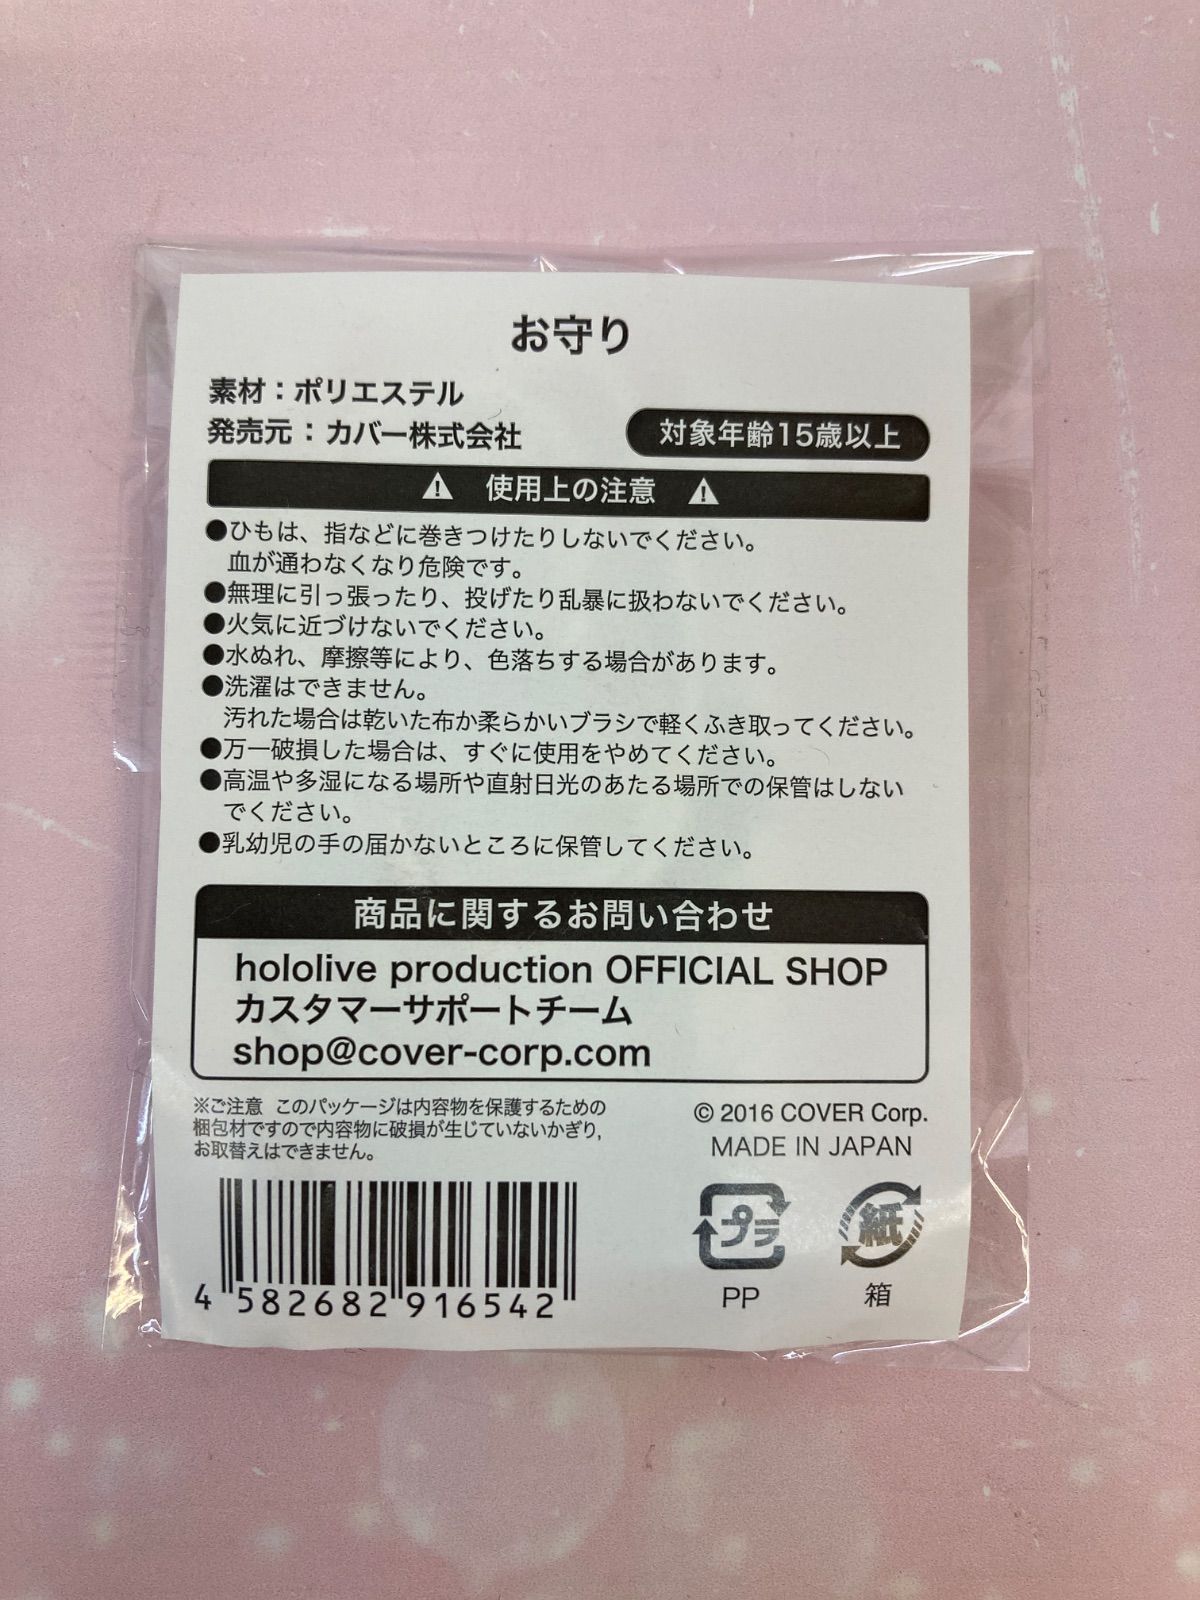 お守り
素材：ポリエステル
発売元：カバー株式会社
対象年齢15歳以上
⚠ 使用上の注意 ⚠
●ひもは、指などに巻きつけたりしないでください。
血が通わなくなり危険です。
●無理に引っ張ったり、投げたり乱暴に扱わないでください。
●火気に近づけないでください。
●水ぬれ、摩擦等により、色落ちする場合があります。
●洗濯はできません。
汚れた場合は乾いた布か柔らかいブラシで軽くふき取ってください。
●万一破損した場合は、すぐに使用をやめてください。
●高温や多湿になる場所や直射日光のあたる場所での保管はしない
でください。
●乳幼児の手の届かないところに保管してください。
商品に関するお問い合わせ
hololive production OFFICIAL SHOP
カスタマーサポートチーム
shop@cover-corp.com
※ご注意 このパッケージは内容物を保護するための
梱包材ですので内容物に破損が生じていないかぎり,
お取替えはできません。
© 2016 COVER Corp.
MADE IN JAPAN
4 582682 916542
プラ
PP
紙
箱